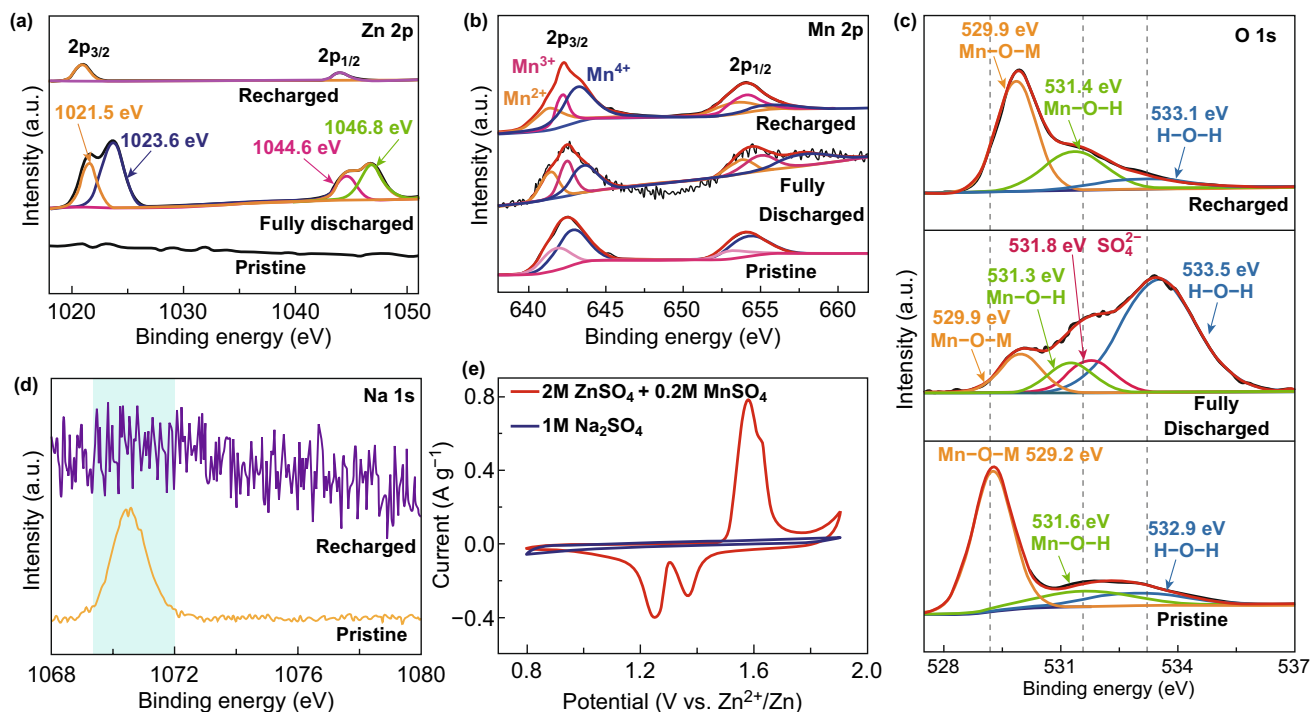 (a)
Zn 2p
2p3/2
2p1/2
Recharged
1021.5 eV
1023.6 eV
1044.6 eV
1046.8 eV
Fully discharged
Pristine
Intensity (a.u.)
1020 1030 1040 1050
Binding energy (eV)
(b)
Mn 2p
2p3/2
Mn3+
Mn4+
Mn2+
2p1/2
Recharged
Fully
Discharged
Pristine
Intensity (a.u.)
640 645 650 655 660
Binding energy (eV)
(c)
O 1s
529.9 eV
Mn−O−M
531.4 eV
Mn−O−H
533.1 eV
H−O−H
Recharged
531.8 eV SO4 2−
531.3 eV
Mn−O−H
533.5 eV
H−O−H
529.9 eV
Mn−O−M
Fully
Discharged
Mn−O−M 529.2 eV
531.6 eV
Mn−O−H
532.9 eV
H−O−H
Pristine
Intensity (a.u.)
528 531 534 537
Binding energy (eV)
(d)
Na 1s
Recharged
Pristine
Intensity (a.u.)
1068 1072 1076 1080
Binding energy (eV)
(e)
2M ZnSO4 + 0.2M MnSO4
1M Na2SO4
Current (A g−1)
0.8
0.4
0.0
−0.4
0.8 1.2 1.6 2.0
Potential (V vs. Zn2+/Zn)